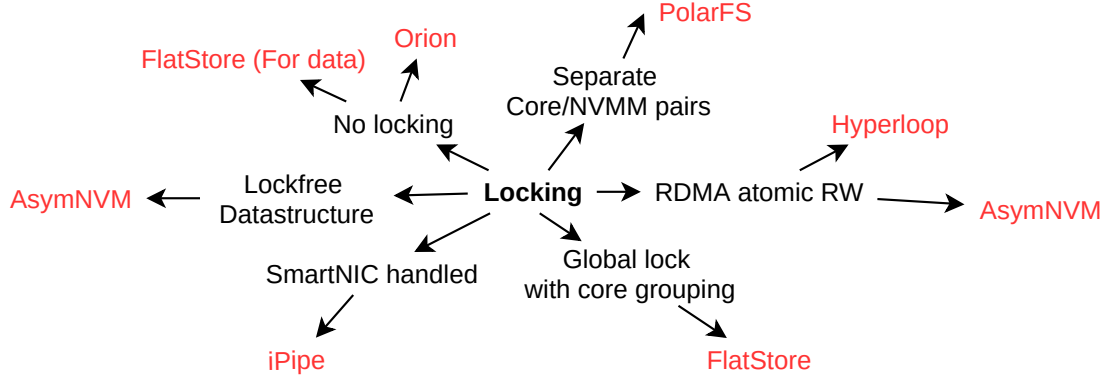 PolarFS
Orion
FlatStore (For data)
Separate
Core/NVMM pairs
No locking
Hyperloop
Lockfree
Datastructure
AsymNVM
Locking
RDMA atomic RW
AsymNVM
SmartNIC handled
Global lock
with core grouping
iPipe
FlatStore